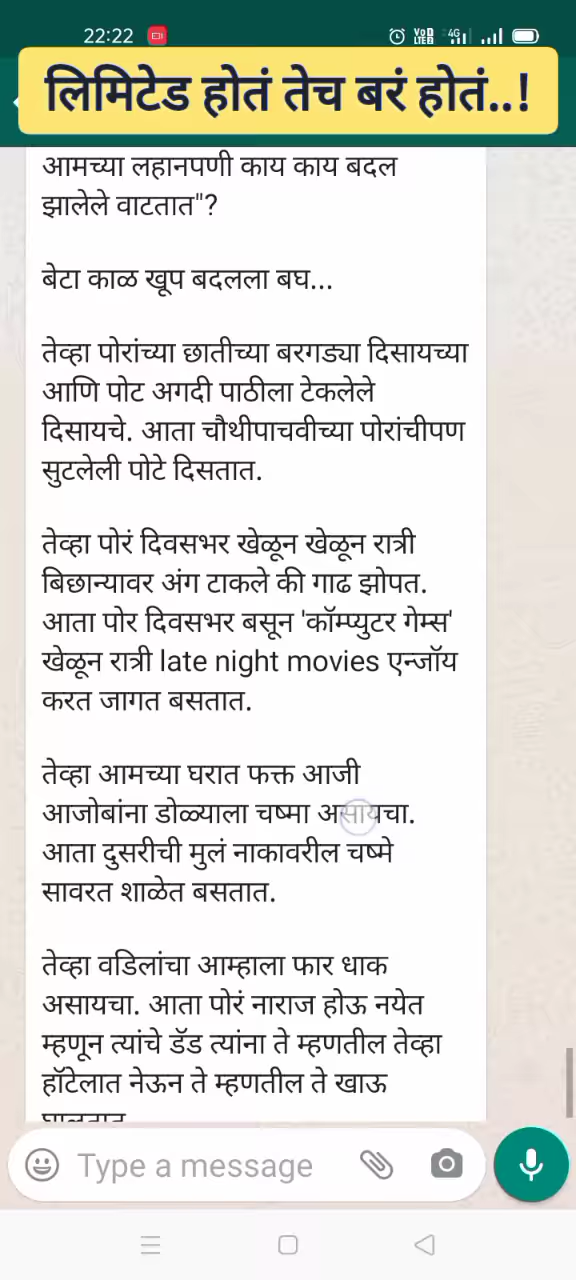 22:22
VoD
LTE2
4G
लिमिटेड होतं तेच बरं होतं..!
आमच्या लहानपणी काय काय बदल
झालेले वाटतात"?
बेटा काळ खूप बदलला बघ...
तेव्हा पोरांच्या छातीच्या बरगड्या दिसायच्या
आणि पोट अगदी पाठीला टेकलेले
दिसायचे. आता चौथीपाचवीच्या पोरांचीपण
सुटलेली पोटे दिसतात.
तेव्हा पोरं दिवसभर खेळून खेळून रात्री
बिछान्यावर अंग टाकले की गाढ झोपत.
आता पोर दिवसभर बसून 'कॉम्प्युटर गेम्स'
खेळून रात्री late night movies एन्जॉय
करत जागत बसतात.
तेव्हा आमच्या घरात फक्त आजी
आजोबांना डोळ्याला चष्मा असायचा.
आता दुसरीची मुलं नाकावरील चष्मे
सावरत शाळेत बसतात.
तेव्हा वडिलांचा आम्हाला फार धाक
असायचा. आता पोरं नाराज होऊ नयेत
म्हणून त्यांचे डॅड त्यांना ते म्हणतील तेव्हा
हॉटेलात नेऊन ते म्हणतील ते खाऊ
Type a message